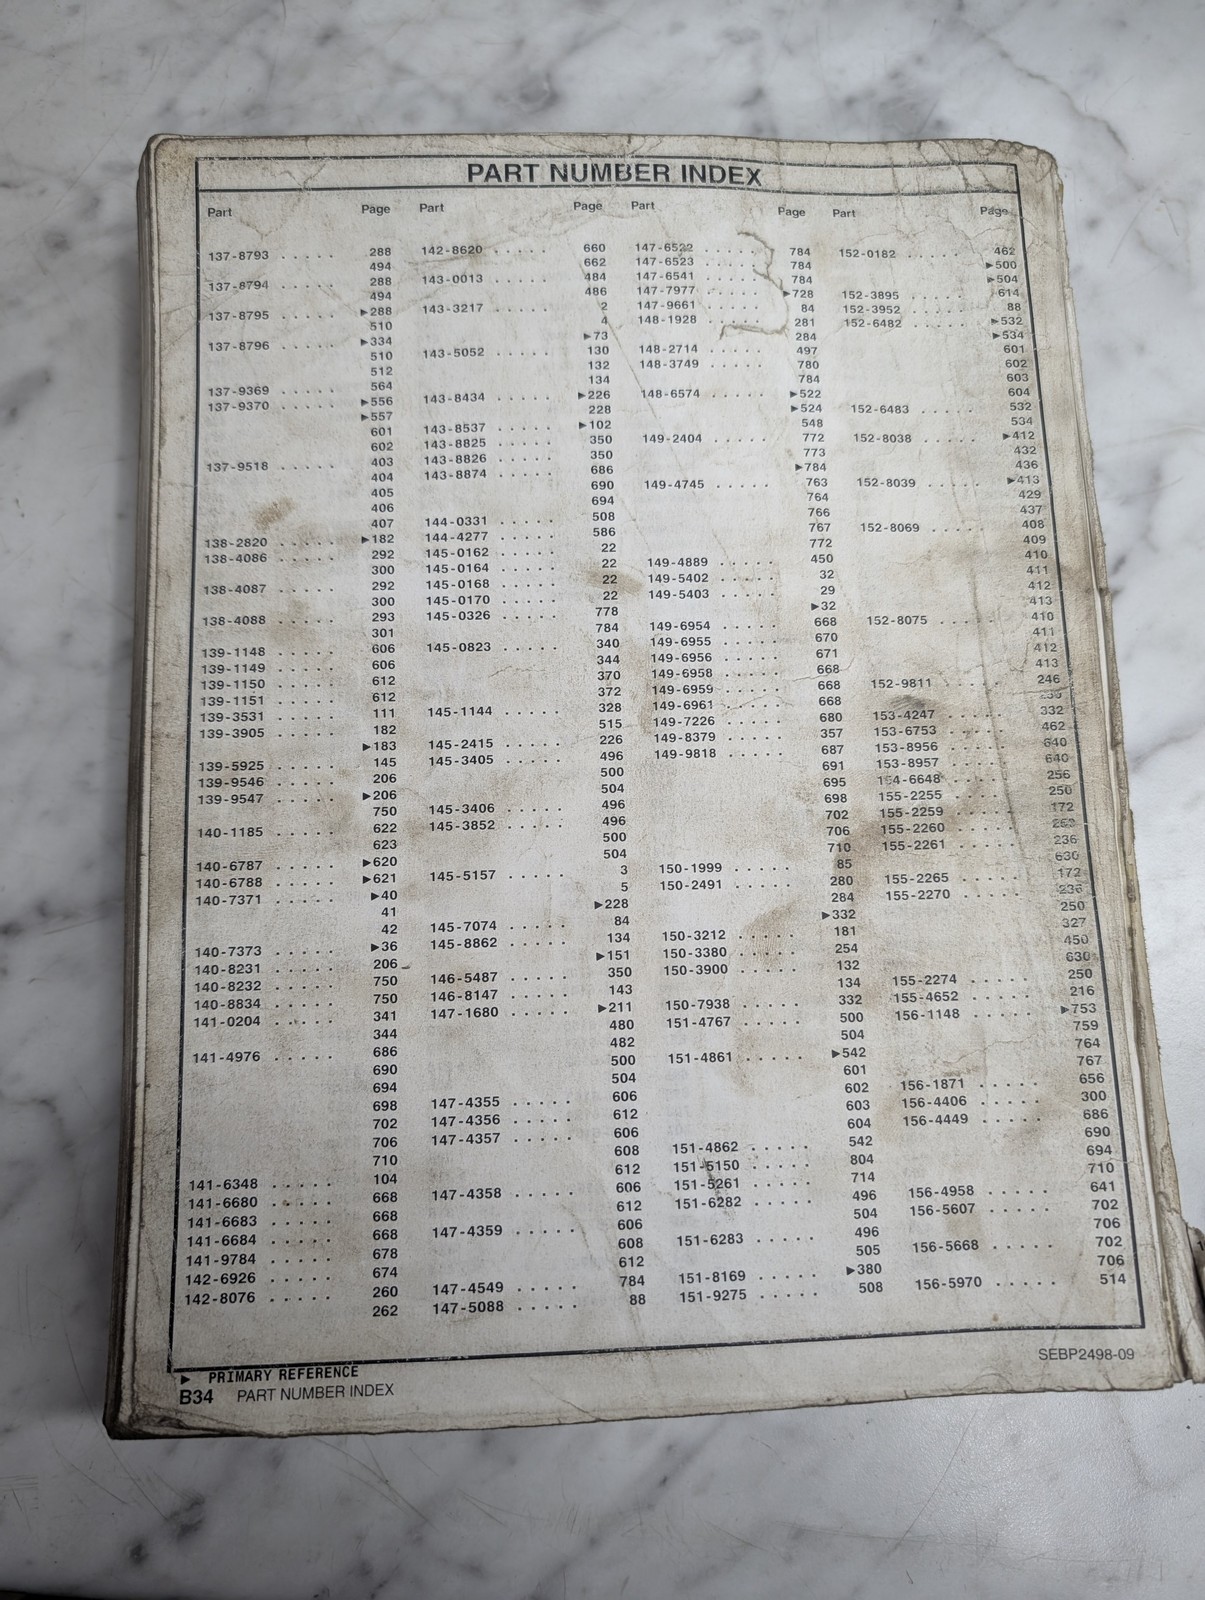 PART NUMBER INDEX
Part Page
137-8793 ..... 288
494
137-8794 ..... 288
494
137-8795 ..... ►288
510
137-8796 ..... ►334
510
512
137-9369 ..... 564
137-9370 ..... ►556
►557
601
602
137-9518 ..... 403
404
405
406
407
138-2820 ..... ►182
138-4086 ..... 292
300
138-4087 ..... 292
300
138-4088 ..... 293
301
139-1148 ..... 606
139-1149 ..... 606
139-1150 ..... 612
139-1151 ..... 612
139-3531 ..... 111
139-3905 ..... 182
►183
139-5925 ..... 145
139-9546 ..... 206
139-9547 ..... ►206
750
140-1185 ..... 622
623
140-6787 ..... ►620
140-6788 ..... ►621
140-7371 ..... ►40
41
42
140-7373 ..... ►36
140-8231 ..... 206
140-8232 ..... 750
140-8834 ..... 750
141-0204 ..... 341
344
141-4976 ..... 686
690
694
698
702
706
710
141-6348 ..... 104
141-6680 ..... 668
141-6683 ..... 668
141-6684 ..... 668
141-9784 ..... 678
142-6926 ..... 674
142-8076 ..... 260
262
Part Page
142-8620 ..... 660
662
143-0013 ..... 484
486
143-3217 ..... 2
4
►73
143-5052 ..... 130
132
134
143-8434 ..... ►226
228
143-8537 ..... ►102
143-8825 ..... 350
143-8826 ..... 350
143-8874 ..... 686
690
694
144-0331 ..... 508
144-4277 ..... 586
145-0162 ..... 22
145-0164 ..... 22
145-0168 ..... 22
145-0170 ..... 22
145-0326 ..... 778
784
145-0823 ..... 340
344
370
372
145-1144 ..... 328
515
145-2415 ..... 226
145-3405 ..... 496
500
504
145-3406 ..... 496
145-3852 ..... 496
500
504
145-5157 ..... 3
5
►228
145-7074 ..... 84
145-8862 ..... 134
►151
146-5487 ..... 350
146-8147 ..... 143
147-1680 ..... ►211
480
482
500
504
147-4355 ..... 606
147-4356 ..... 612
147-4357 ..... 606
608
612
147-4358 ..... 606
612
147-4359 ..... 606
608
612
147-4549 ..... 784
147-5088 ..... 88
Part Page
147-6522 ..... 784
147-6523 ..... 784
147-6541 ..... 784
147-7977 ..... ►728
147-9661 ..... 84
148-1928 ..... 281
284
148-2714 ..... 497
148-3749 ..... 780
784
148-6574 ..... ►522
►524
548
149-2404 ..... 772
773
►784
149-4745 ..... 763
764
766
767
772
149-4889 ..... 450
149-5402 ..... 32
149-5403 ..... 29
►32
149-6954 ..... 668
149-6955 ..... 670
149-6956 ..... 671
149-6958 ..... 668
149-6959 ..... 668
149-6961 ..... 668
149-7226 ..... 680
149-8379 ..... 357
149-9818 ..... 687
691
695
698
702
706
710
150-1999 ..... 85
150-2491 ..... 280
284
►332
150-3212 ..... 181
150-3380 ..... 254
150-3900 ..... 132
134
150-7938 ..... 332
151-4767 ..... 500
504
151-4861 ..... ►542
601
602
603
604
151-4862 ..... 542
151-5150 ..... 804
151-5261 ..... 714
151-6282 ..... 496
504
151-6283 ..... 496
505
151-8169 ..... ►380
151-9275 ..... 508
Part Page
152-0182 ..... 462
►500
►504
152-3895 ..... 614
152-3952 ..... 88
152-6482 ..... ►532
►534
601
602
603
604
152-6483 ..... 532
534
152-8038 ..... ►412
432
436
152-8039 ..... ►413
429
437
152-8069 ..... 408
409
410
411
412
413
152-8075 ..... 410
411
412
413
152-9811 ..... 246
153-4247 ..... 332
153-6753 ..... 462
153-8956 ..... 640
153-8957 ..... 640
154-6648 ..... 256
155-2255 ..... 250
155-2259 ..... 172
155-2260 .....
155-2261 ..... 236
630
155-2265 ..... 172
155-2270 ..... 236
250
327
450
630
155-2274 ..... 250
155-4652 ..... 216
156-1148 ..... ►753
759
764
767
156-1871 ..... 656
156-4406 ..... 300
156-4449 ..... 686
690
694
710
156-4958 ..... 641
156-5607 ..... 702
706
156-5668 ..... 702
706
156-5970 ..... 514
SEBP2498-09
► PRIMARY REFERENCE
B34 PART NUMBER INDEX